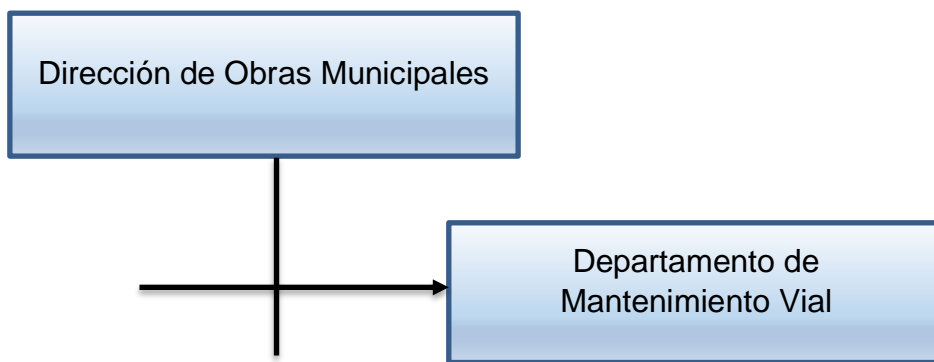 Dirección de Obras Municipales
Departamento de
Mantenimiento Vial